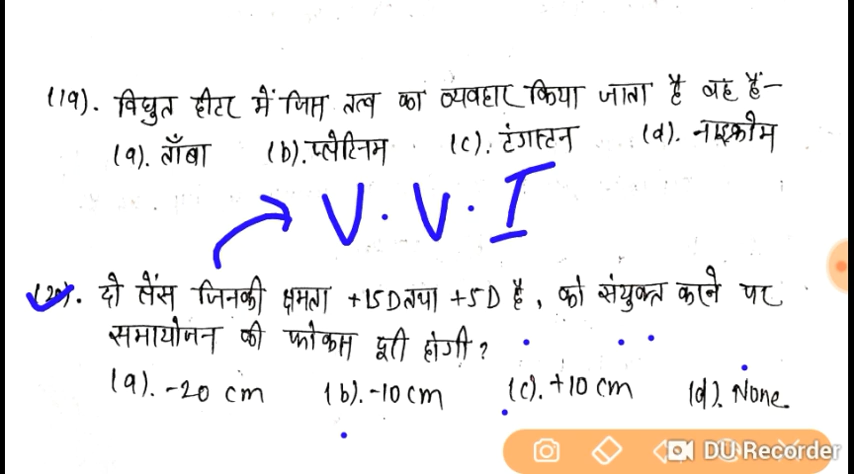 (19). विघुत हीटर में जिस तत्व का व्यवहार किया जाता है वह हैं-
(a). ताँबा (b). प्लेटिनम (c). टंगस्टन (d). नाइक्रोम
V.V.I
(20). दो लेंस जिनकी क्षमता +15D तथा +5D है, को संयुक्त करने पर
समायोजन की फोकस दूरी होगी?
(a). -20 cm (b). -10 cm (c). +10 cm (d). None
DU Recorder